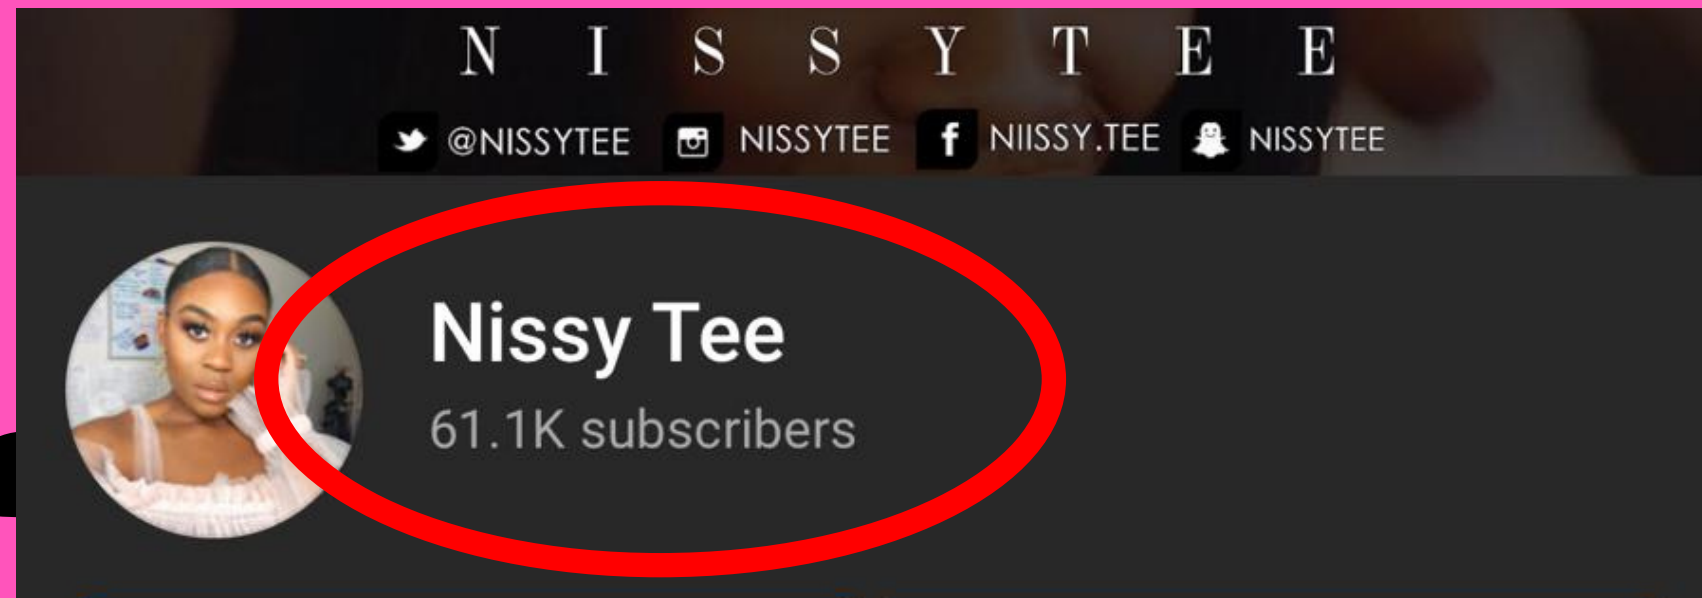 N I S S Y T E E
@NISSYTEE NISSYTEE NIISSY.TEE NISSYTEE
Nissy Tee
61.1K subscribers